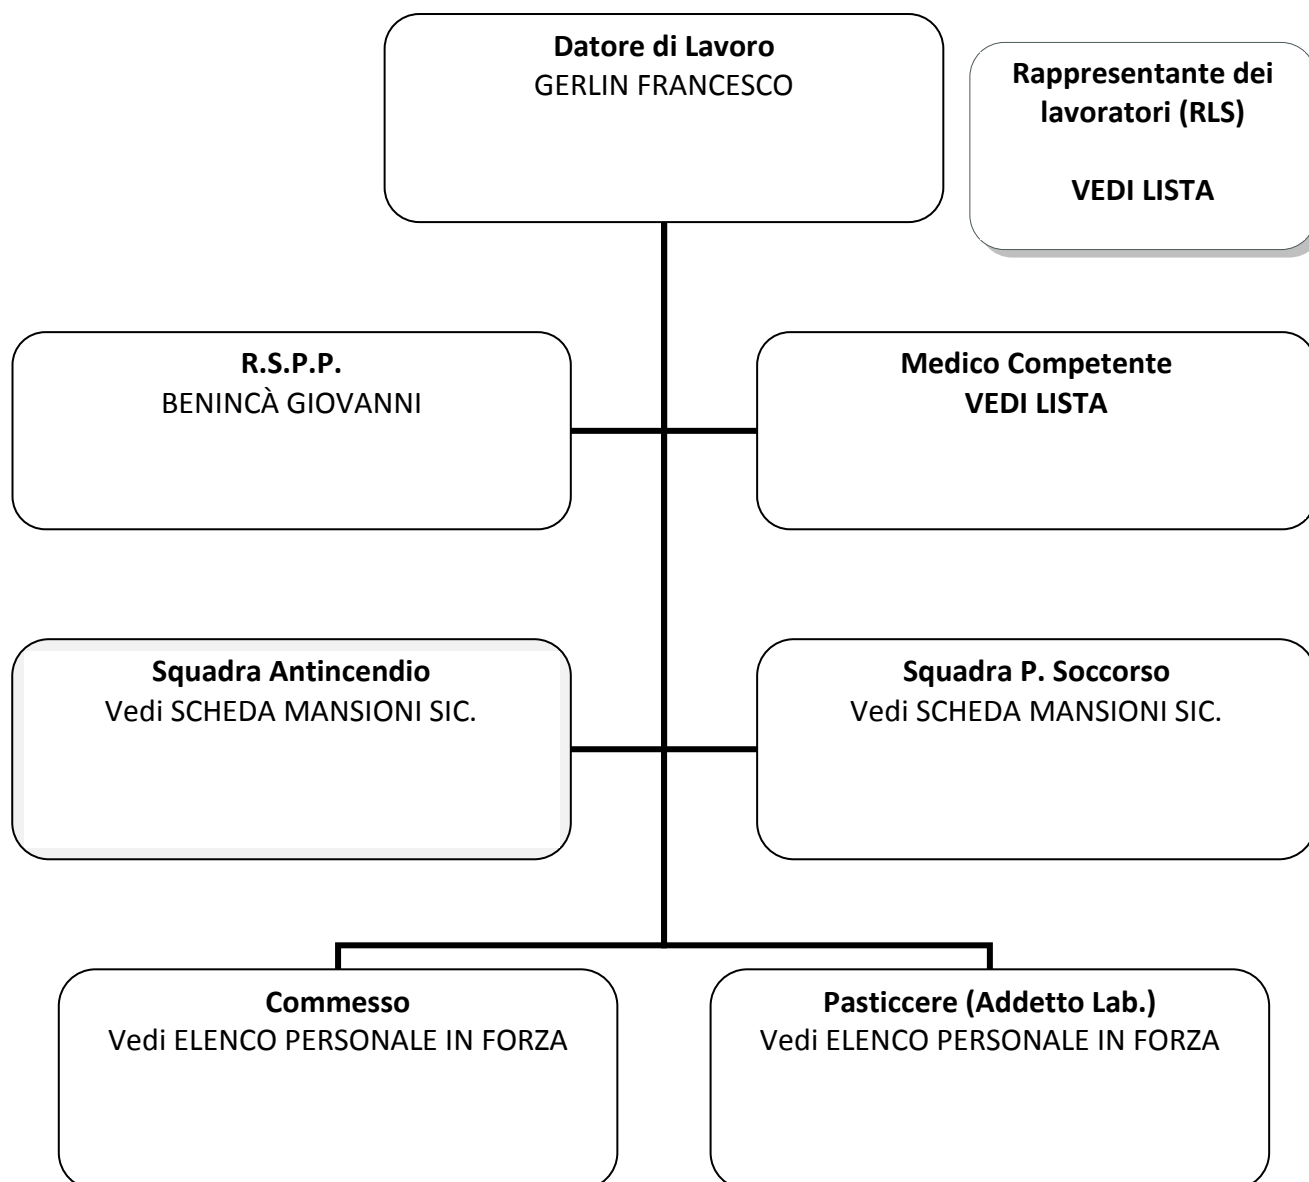 Datore di Lavoro
GERLIN FRANCESCO
Rappresentante dei
lavoratori (RLS)
VEDI LISTA
R.S.P.P.
BENINCÀ GIOVANNI
Medico Competente
VEDI LISTA
Squadra Antincendio
Vedi SCHEDA MANSIONI SIC.
Squadra P. Soccorso
Vedi SCHEDA MANSIONI SIC.
Commesso
Vedi ELENCO PERSONALE IN FORZA
Pasticcere (Addetto Lab.)
Vedi ELENCO PERSONALE IN FORZA